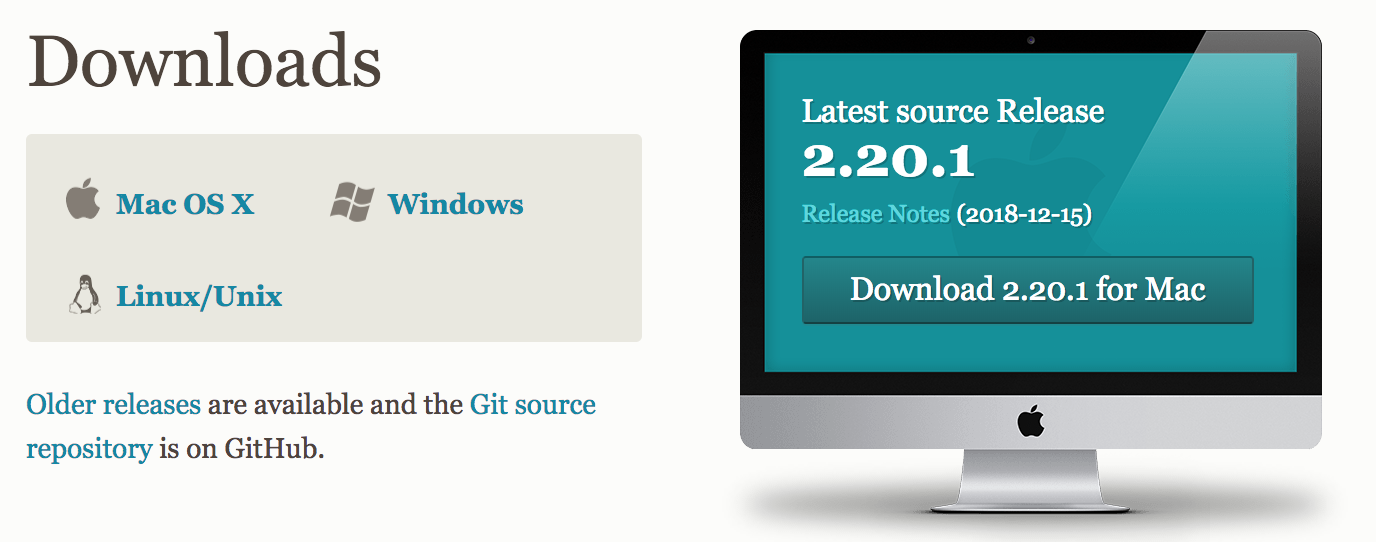 Downloads
Mac OS X
Windows
Linux/Unix
Older releases are available and the Git source
repository is on GitHub.
Latest source Release
2.20.1
Release Notes (2018-12-15)
Download 2.20.1 for Mac